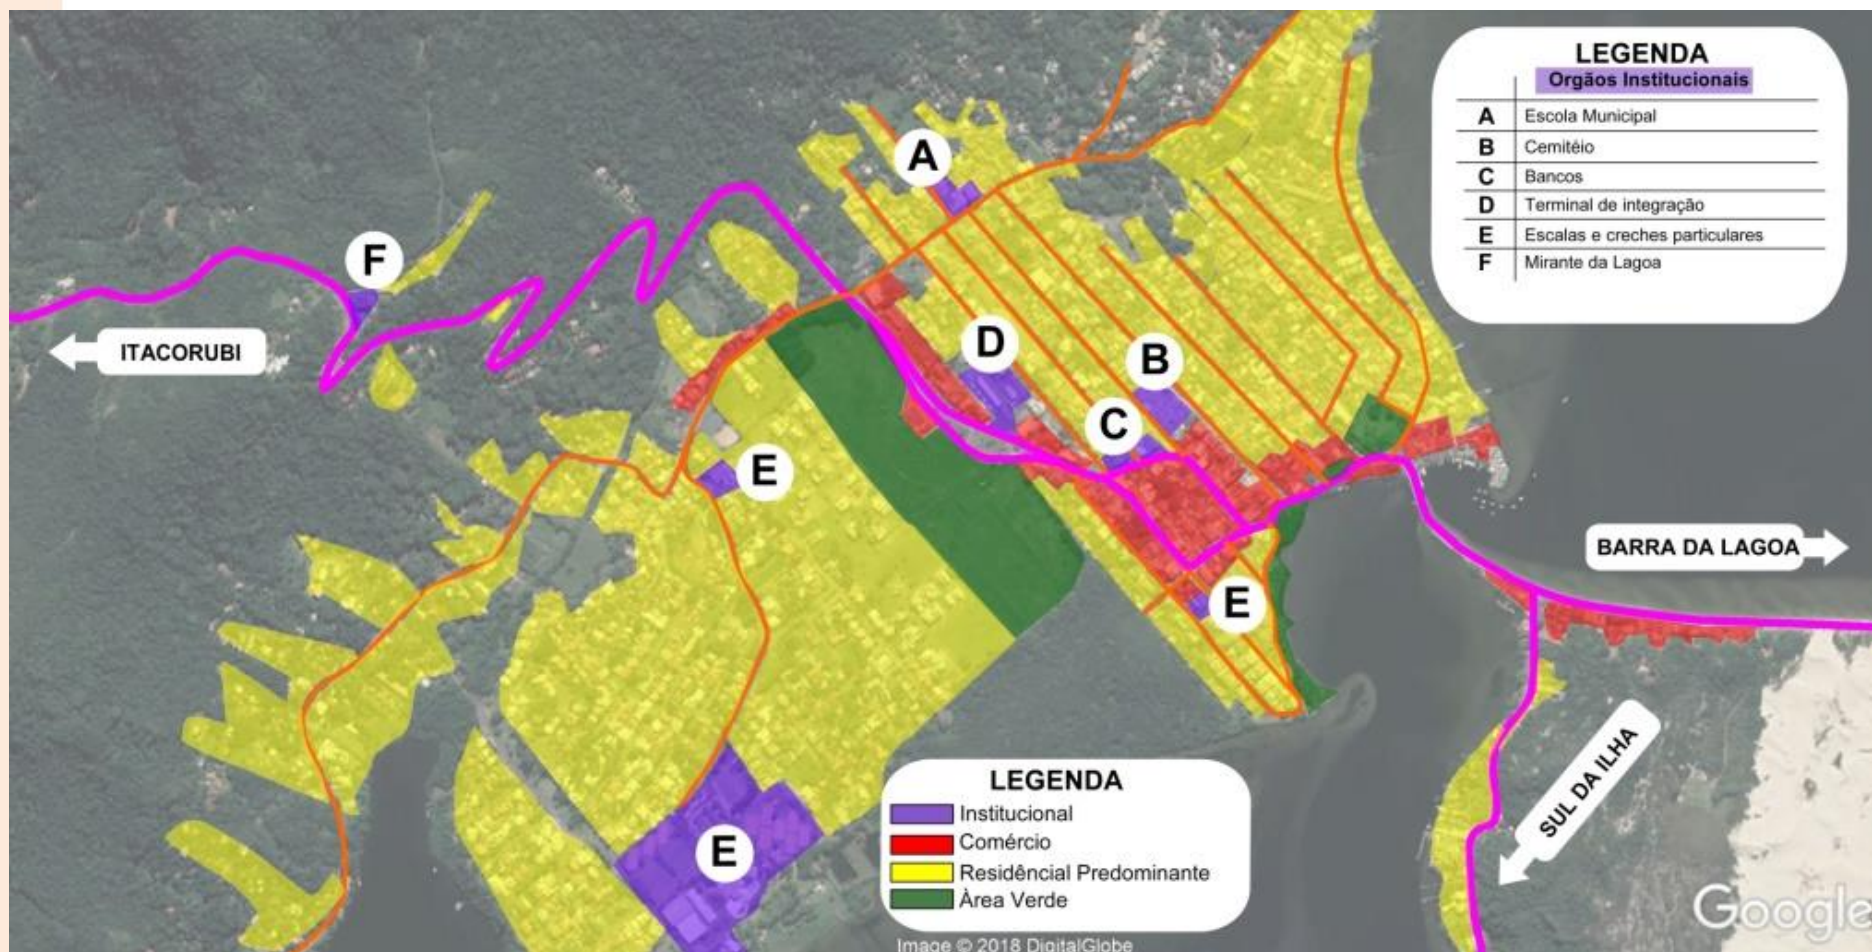 LEGENDA
Orgãos Institucionais
A Escola Municipal
B Cemitéio
C Bancos
D Terminal de integração
E Escalas e creches particulares
F Mirante da Lagoa
A
F
ITACORUBI
D
B
C
E
BARRA DA LAGOA
E
SUL DA ILHA
E
LEGENDA
Institucional
Comércio
Residêncial Predominante
Àrea Verde
Google
Image © 2018 DigitalGlobe